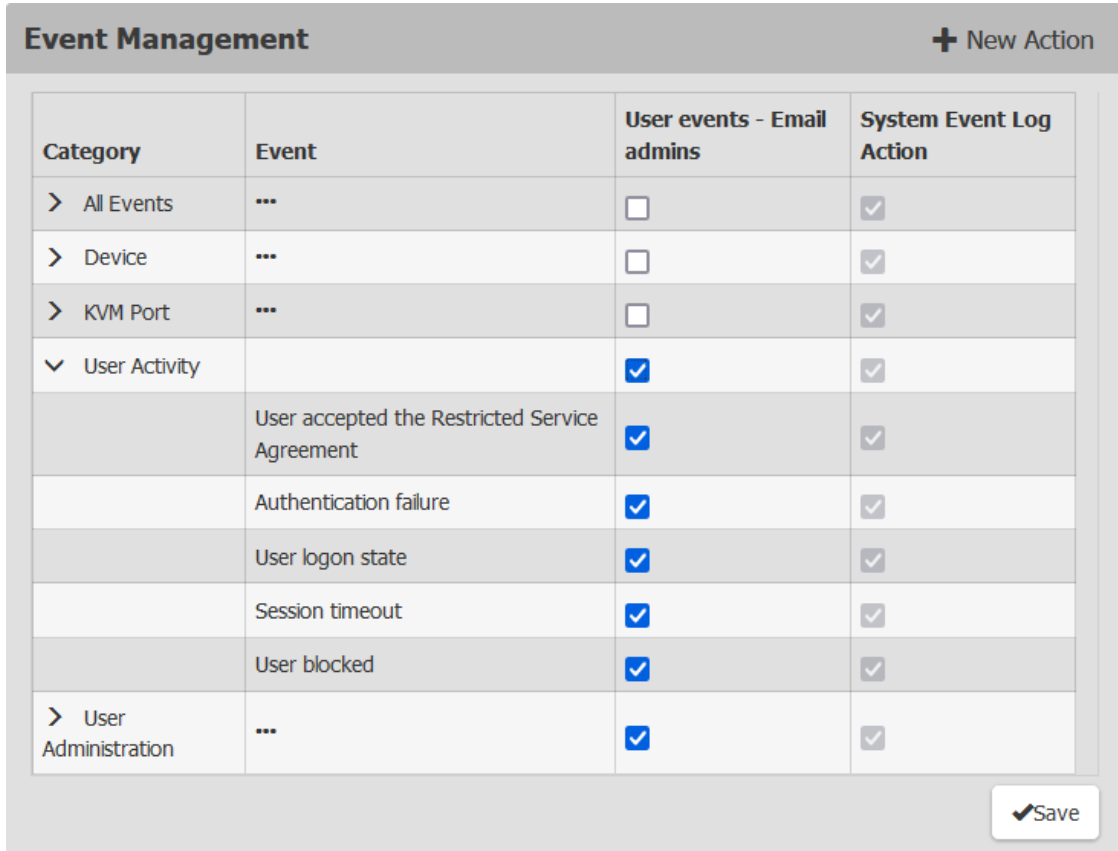 Event Management
New Action
Category
Event
User events - Email
admins
System Event Log
Action
All Events
...
Device
...
KVM Port
...
User Activity
User accepted the Restricted Service
Agreement
Authentication failure
User logon state
Session timeout
User blocked
User
Administration
...
Save